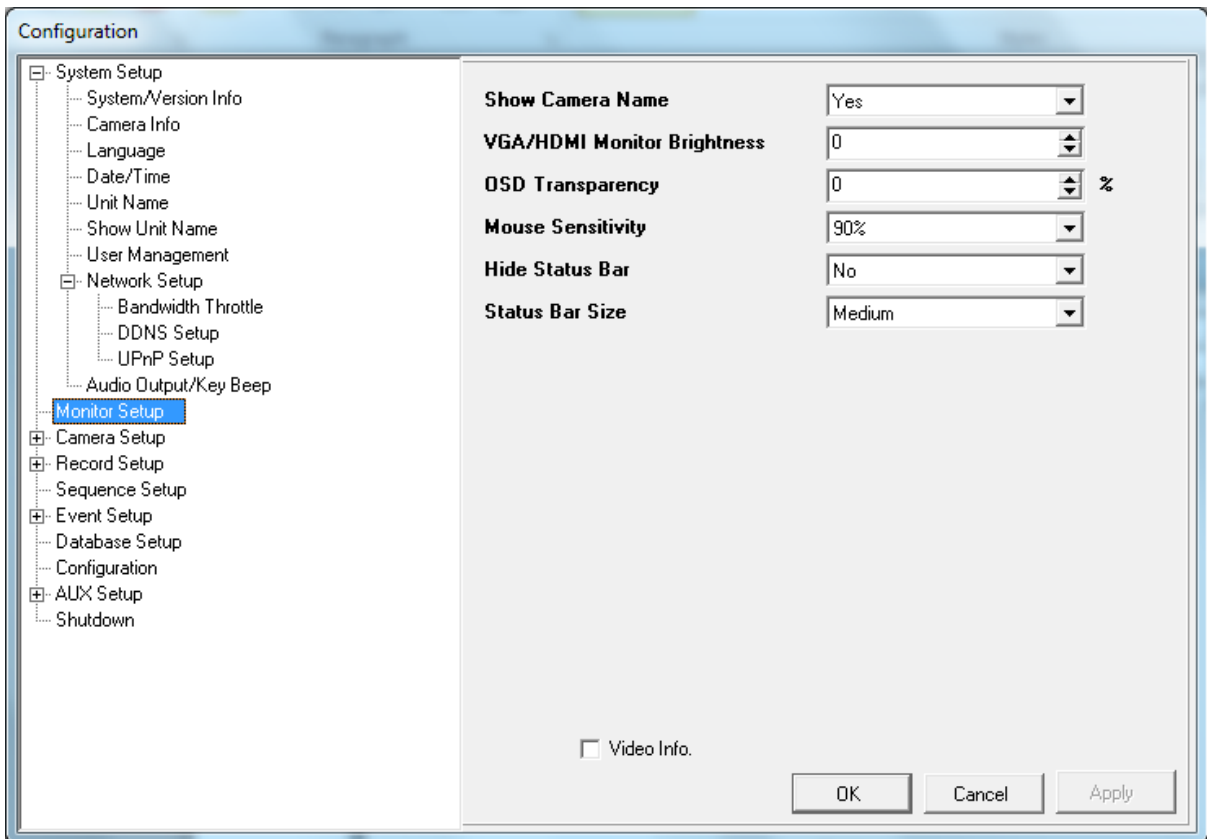 Configuration
System Setup
System/Version Info
Camera Info
Language
Date/Time
Unit Name
Show Unit Name
User Management
Network Setup
Bandwidth Throttle
DDNS Setup
UPnP Setup
Audio Output/Key Beep
Monitor Setup
Camera Setup
Record Setup
Sequence Setup
Event Setup
Database Setup
Configuration
AUX Setup
Shutdown
Show Camera Name Yes
VGA/HDMI Monitor Brightness 0
OSD Transparency 0 %
Mouse Sensitivity 90%
Hide Status Bar No
Status Bar Size Medium
Video Info.
OK Cancel Apply